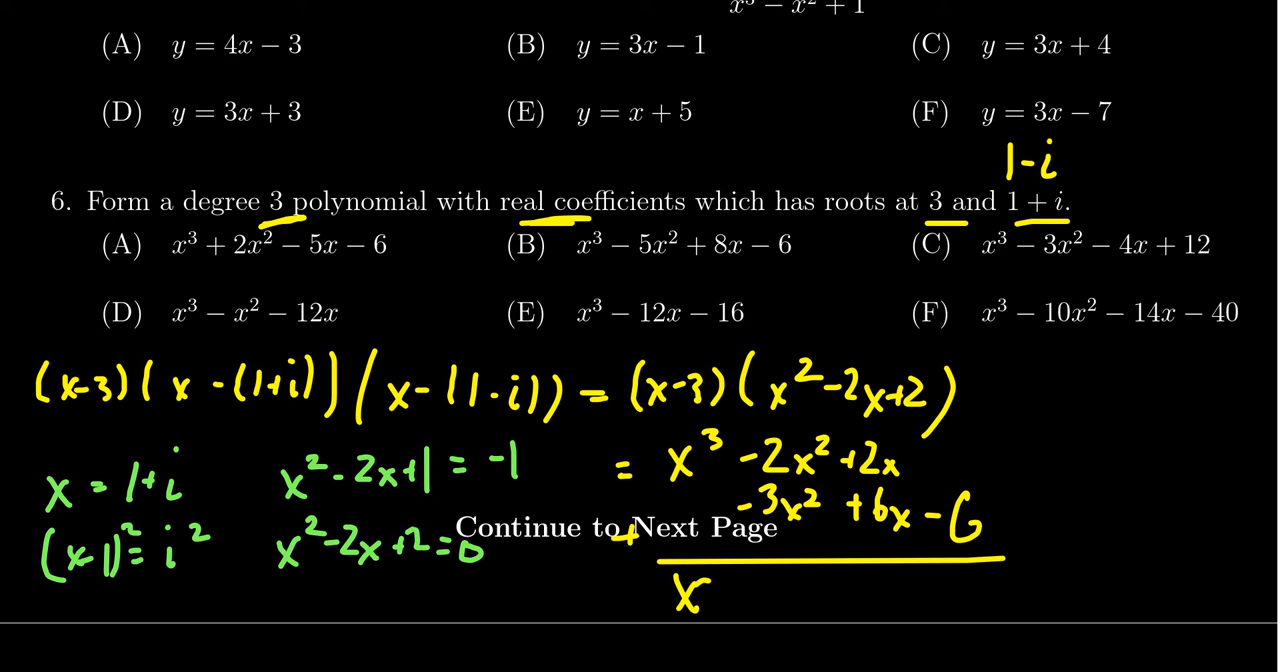 x³ − x² + 1
(A) y = 4x − 3 (B) y = 3x − 1 (C) y = 3x + 4
(D) y = 3x + 3 (E) y = x + 5 (F) y = 3x − 7
1 - i
6. Form a degree 3 polynomial with real coefficients which has roots at 3 and 1 + i.
(A) x³ + 2x² − 5x − 6 (B) x³ − 5x² + 8x − 6 (C) x³ − 3x² − 4x + 12
(D) x³ − x² − 12x (E) x³ − 12x − 16 (F) x³ − 10x² − 14x − 40
(x-3)(x-(1+i))(x-(1-i)) = (x-3)(x²-2x+2)
x = 1+i x²-2x+1 = -1 = x³ -2x² +2x
-3x² +6x -6
Continue to Next Page
(x-1)² = i² x²-2x+2=0 +
x